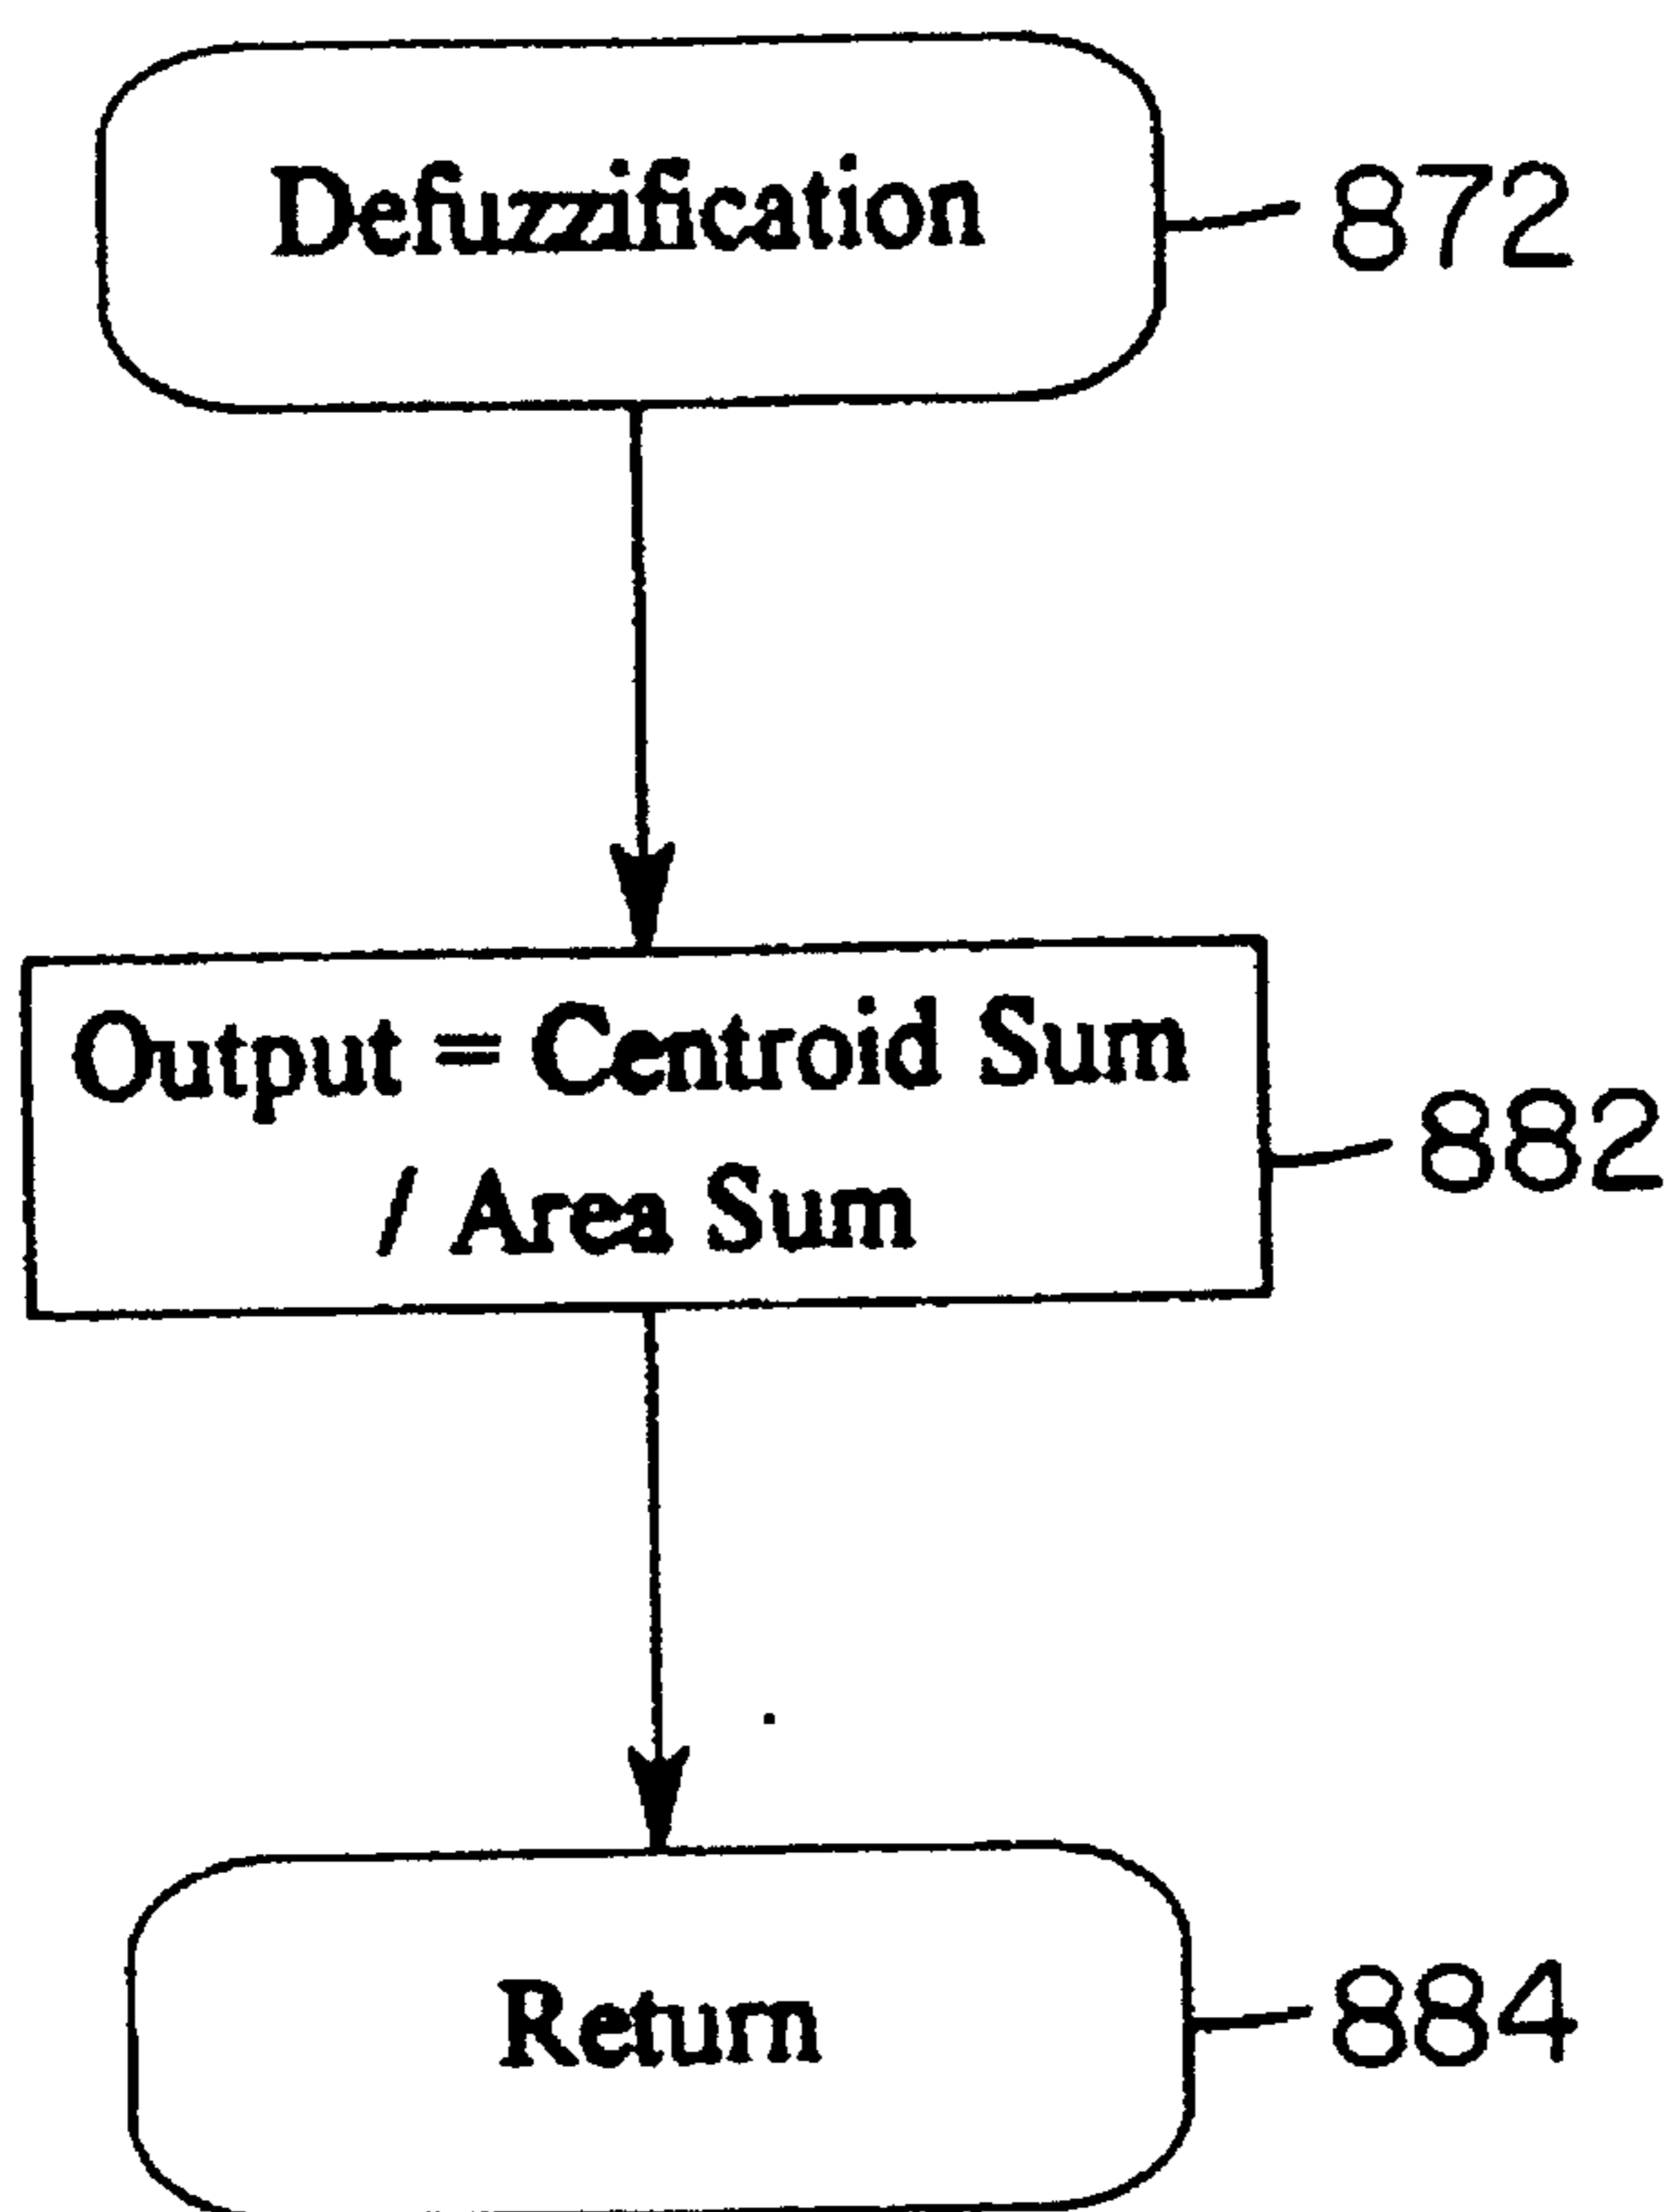 Defuzzification
872
Output = Centroid Sum
/ Area Sum
882
Return
884